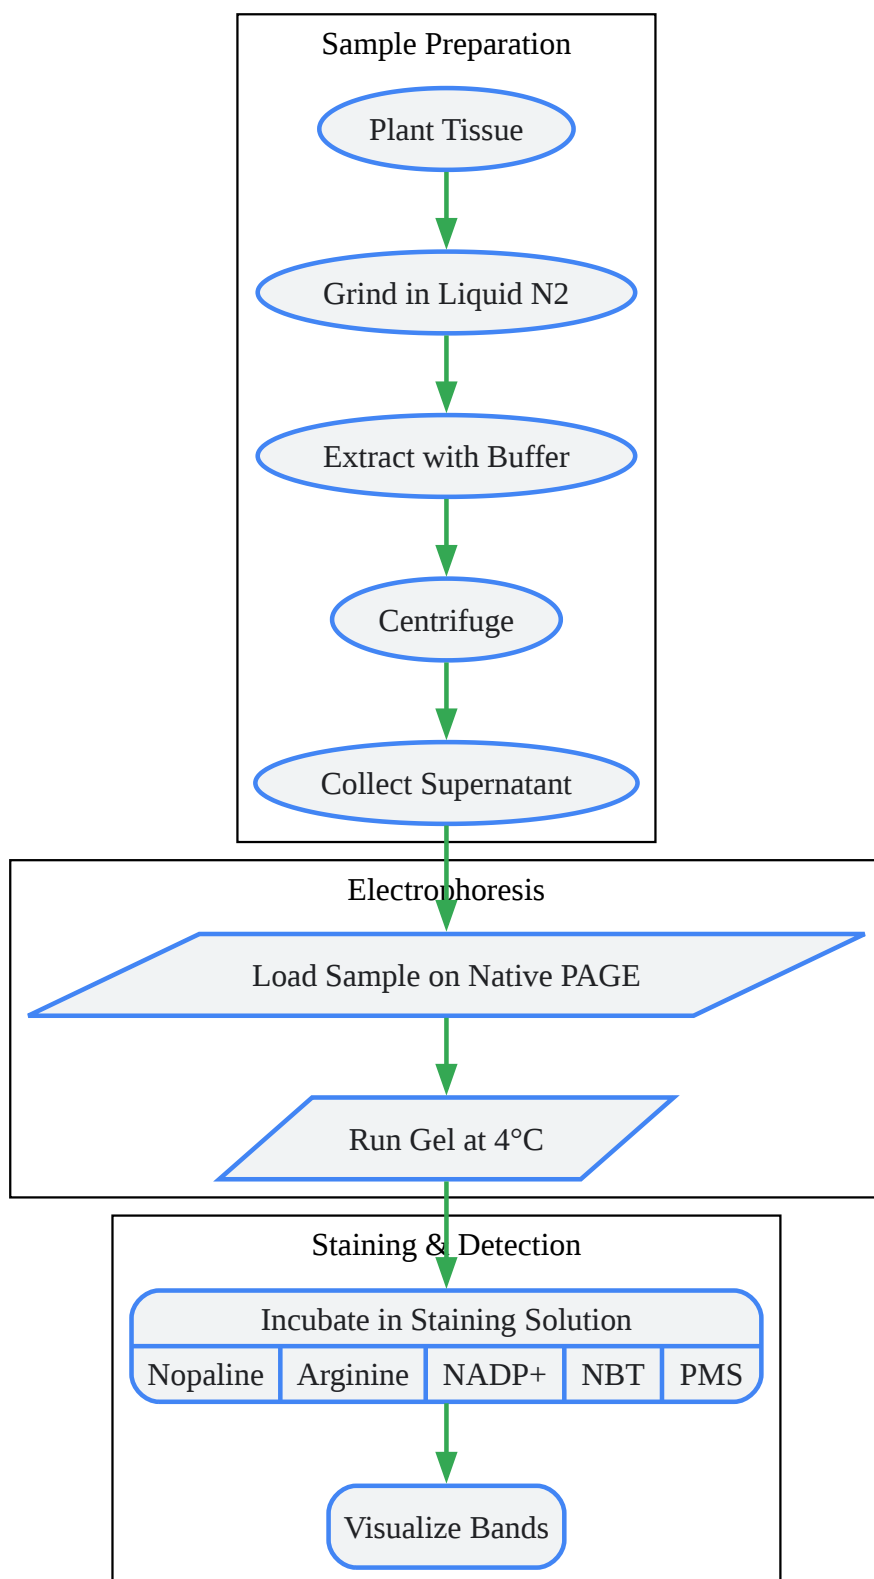 Sample Preparation
Plant Tissue
Grind in Liquid N2
Extract with Buffer
Centrifuge
Collect Supernatant
Electrophoresis
Load Sample on Native PAGE
Run Gel at 4°C
Staining & Detection
Incubate in Staining Solution
Nopaline Arginine NADP+ NBT PMS
Visualize Bands